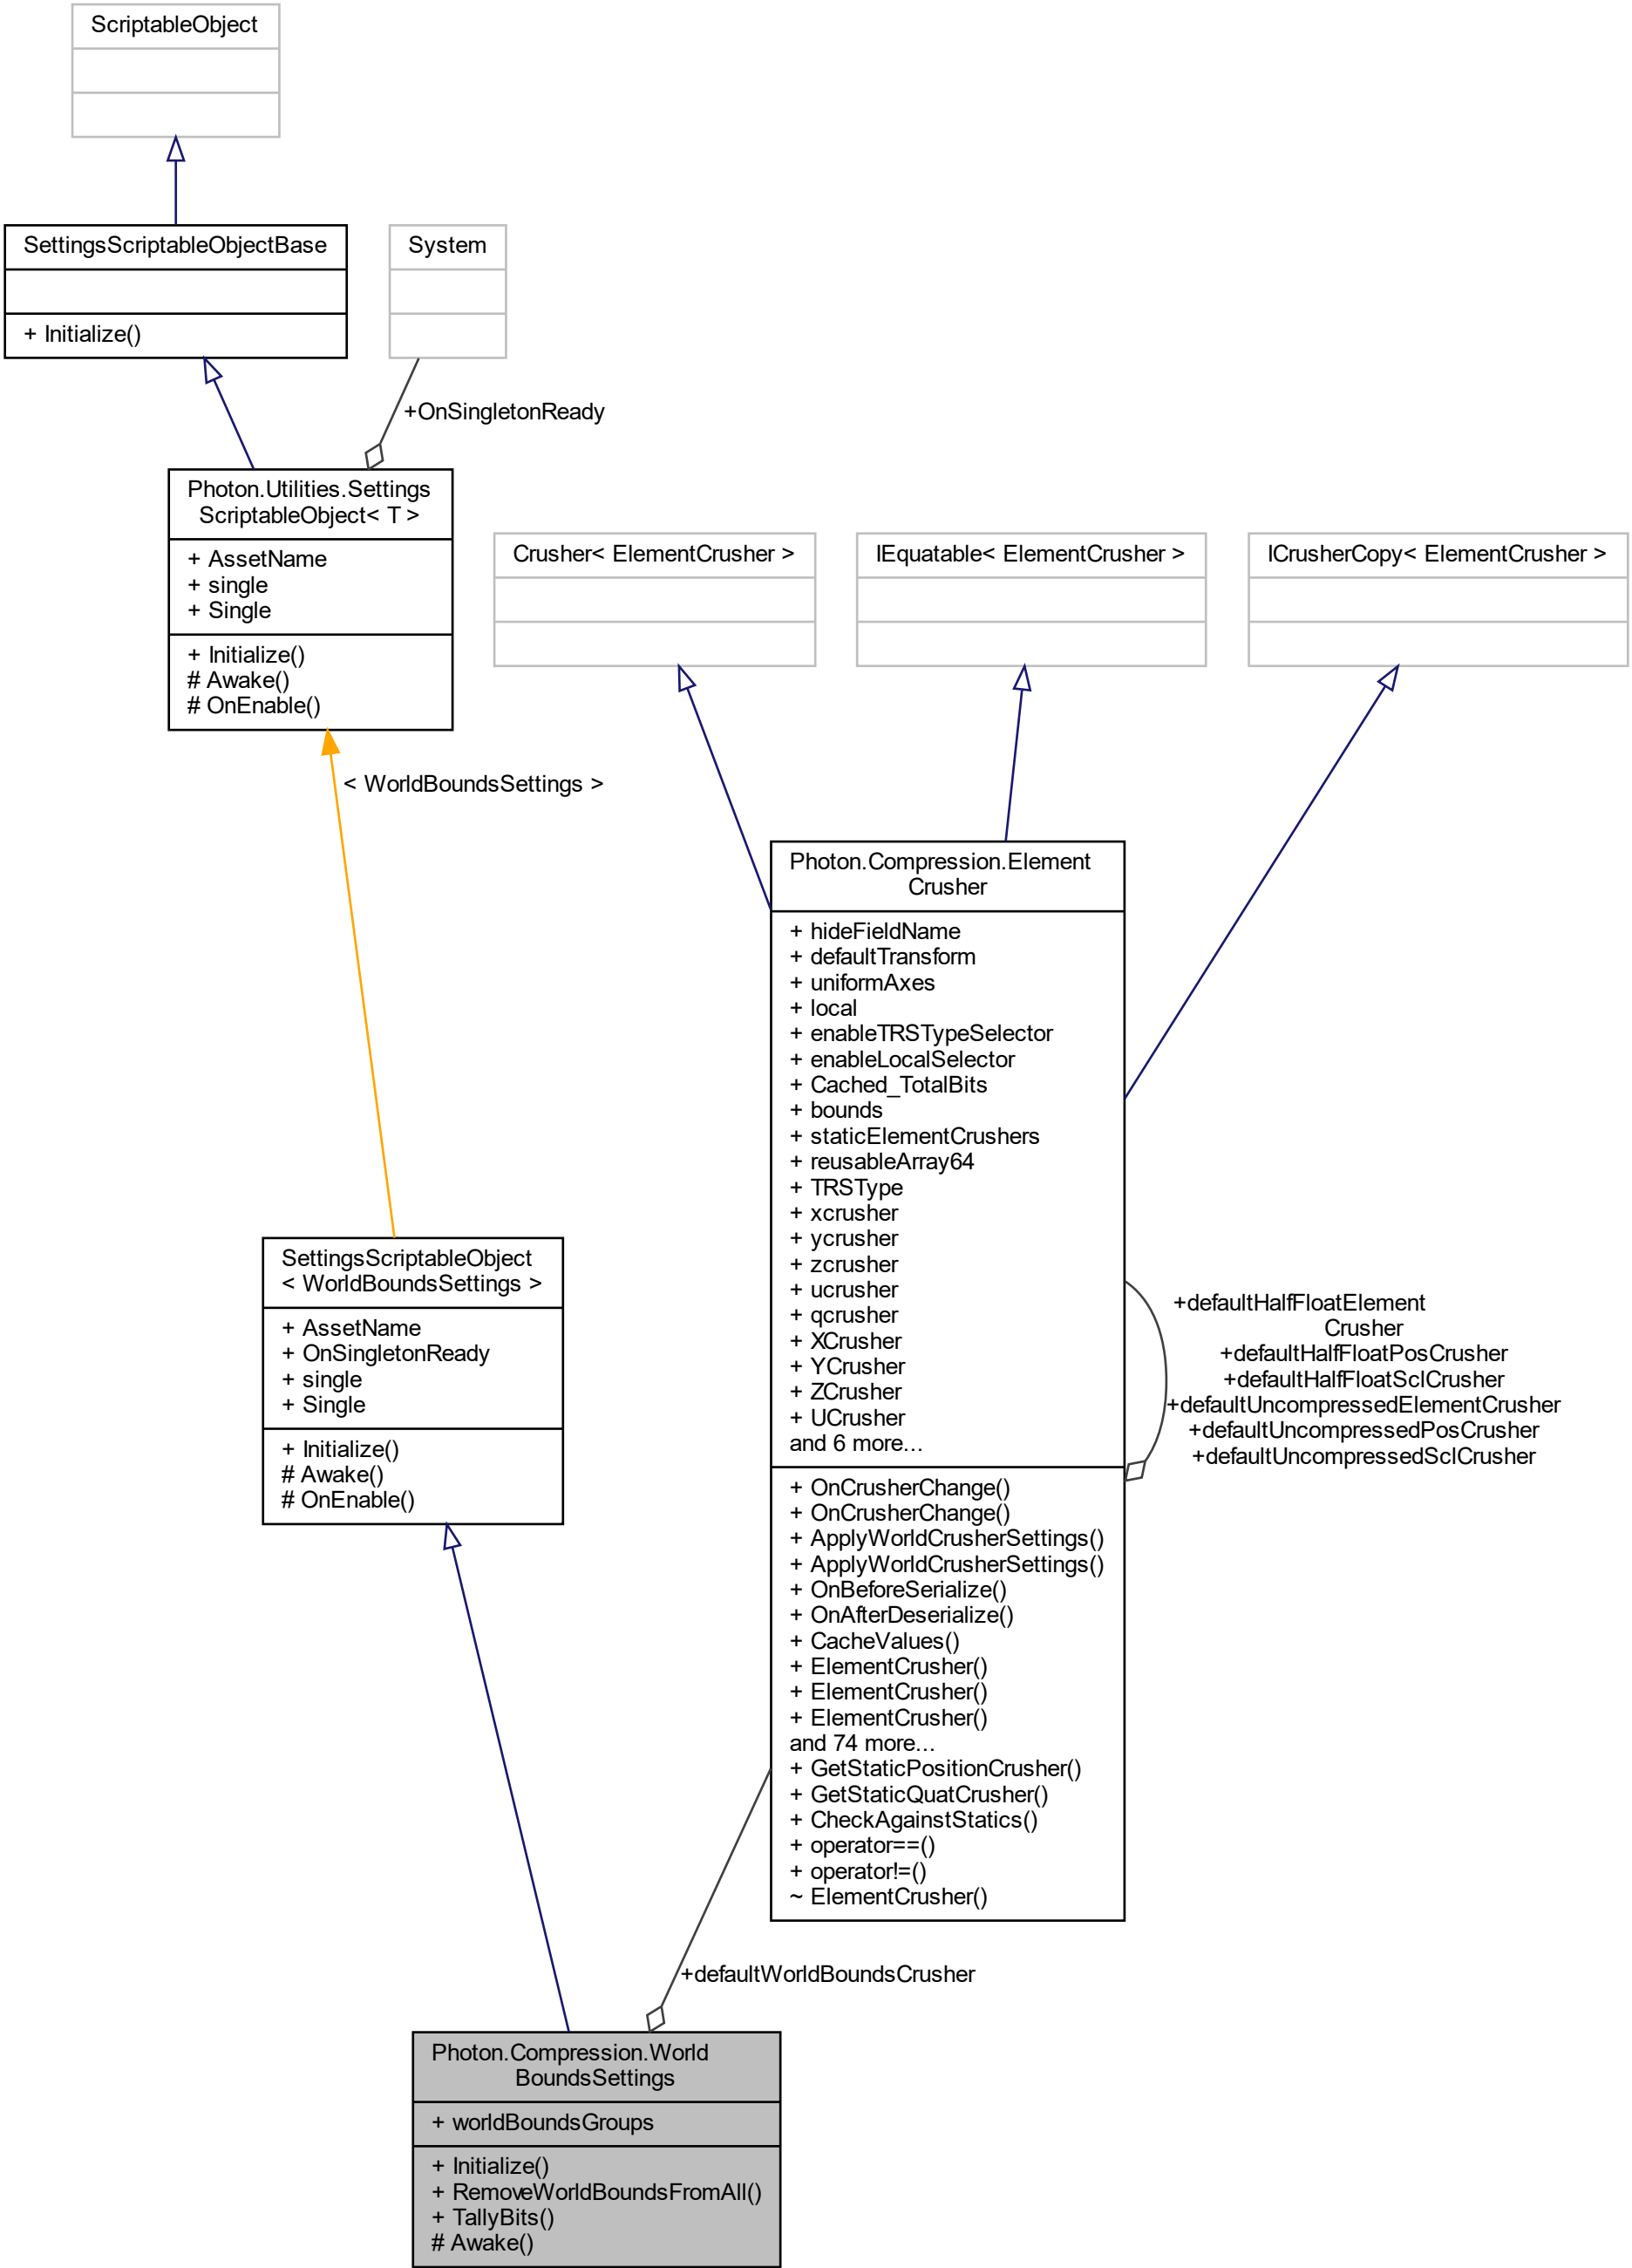 ScriptableObject
SettingsScriptableObjectBase
+ Initialize()
System
+OnSingletonReady
Photon.Utilities.Settings
ScriptableObject< T >
+ AssetName
+ single
+ Single
+ Initialize()
# Awake()
# OnEnable()
< WorldBoundsSettings >
Crusher< ElementCrusher >
IEquatable< ElementCrusher >
ICrusherCopy< ElementCrusher >
Photon.Compression.Element
Crusher
+ hideFieldName
+ defaultTransform
+ uniformAxes
+ local
+ enableTRSTypeSelector
+ enableLocalSelector
+ Cached_TotalBits
+ bounds
+ staticElementCrushers
+ reusableArray64
+ TRSType
+ xcrusher
+ ycrusher
+ zcrusher
+ ucrusher
+ qcrusher
+ XCrusher
+ YCrusher
+ ZCrusher
+ UCrusher
and 6 more...
+ OnCrusherChange()
+ OnCrusherChange()
+ ApplyWorldCrusherSettings()
+ ApplyWorldCrusherSettings()
+ OnBeforeSerialize()
+ OnAfterDeserialize()
+ CacheValues()
+ ElementCrusher()
+ ElementCrusher()
+ ElementCrusher()
and 74 more...
+ GetStaticPositionCrusher()
+ GetStaticQuatCrusher()
+ CheckAgainstStatics()
+ operator==()
+ operator!=()
~ ElementCrusher()
+defaultHalfFloatElement
Crusher
+defaultHalfFloatPosCrusher
+defaultHalfFloatSclCrusher
+defaultUncompressedElementCrusher
+defaultUncompressedPosCrusher
+defaultUncompressedSclCrusher
SettingsScriptableObject
< WorldBoundsSettings >
+ AssetName
+ OnSingletonReady
+ single
+ Single
+ Initialize()
# Awake()
# OnEnable()
+defaultWorldBoundsCrusher
Photon.Compression.World
BoundsSettings
+ worldBoundsGroups
+ Initialize()
+ RemoveWorldBoundsFromAll()
+ TallyBits()
# Awake()